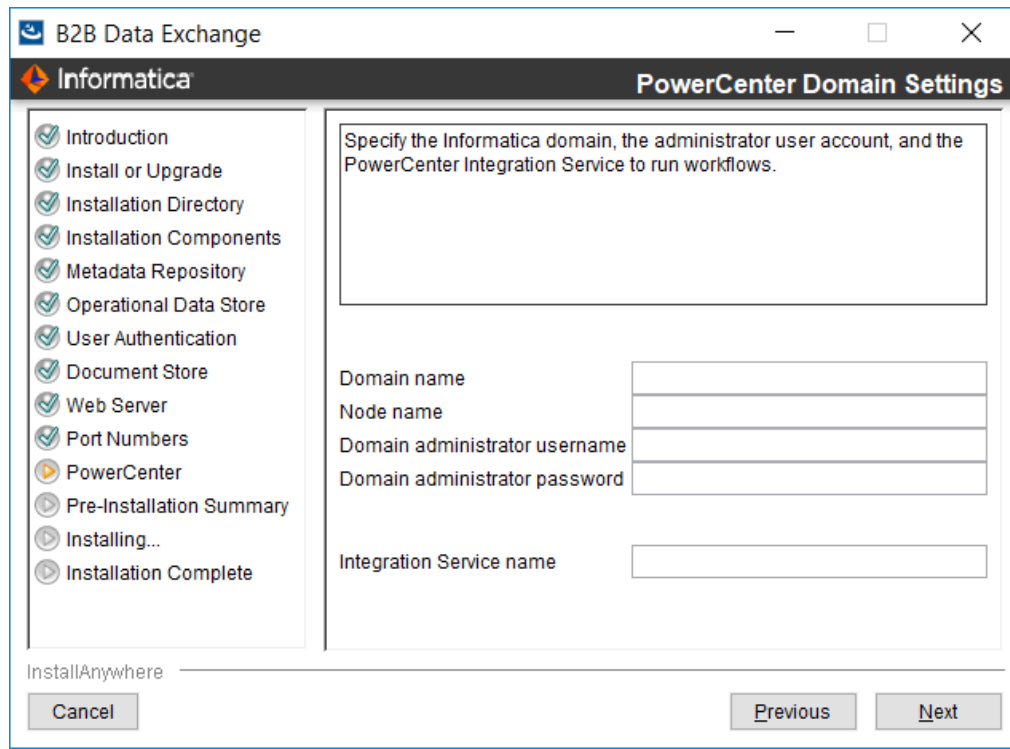 B2B Data Exchange
Informatica
PowerCenter Domain Settings
Introduction
Install or Upgrade
Installation Directory
Installation Components
Metadata Repository
Operational Data Store
User Authentication
Document Store
Web Server
Port Numbers
PowerCenter
Pre-Installation Summary
Installing...
Installation Complete
Specify the Informatica domain, the administrator user account, and the
PowerCenter Integration Service to run workflows.
Domain name
Node name
Domain administrator username
Domain administrator password
Integration Service name
InstallAnywhere
Cancel
Previous
Next